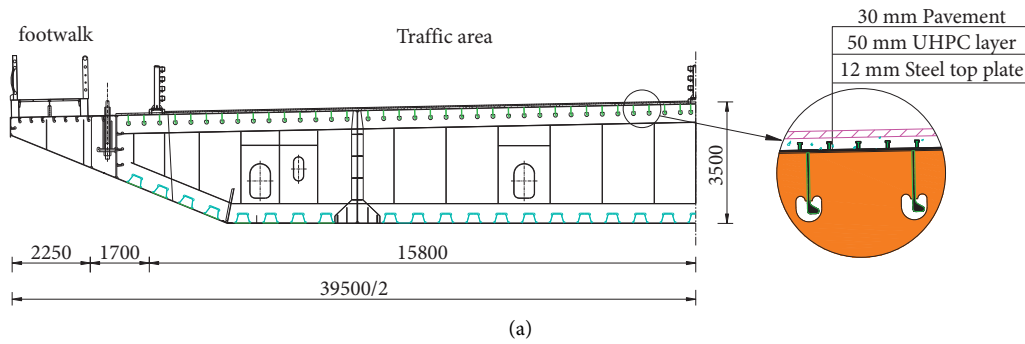 footwalk
Traffic area
30 mm Pavement
50 mm UHPC layer
12 mm Steel top plate
3500
2250
1700
15800
39500/2
(a)